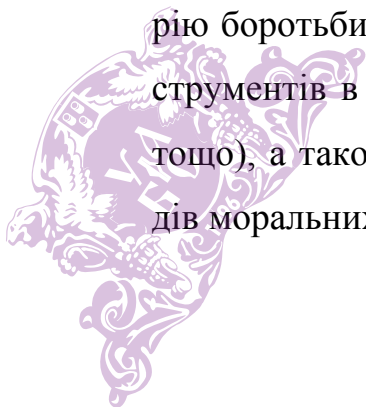 рію боротьби
струментів в
тощо), а тако
дів моральних